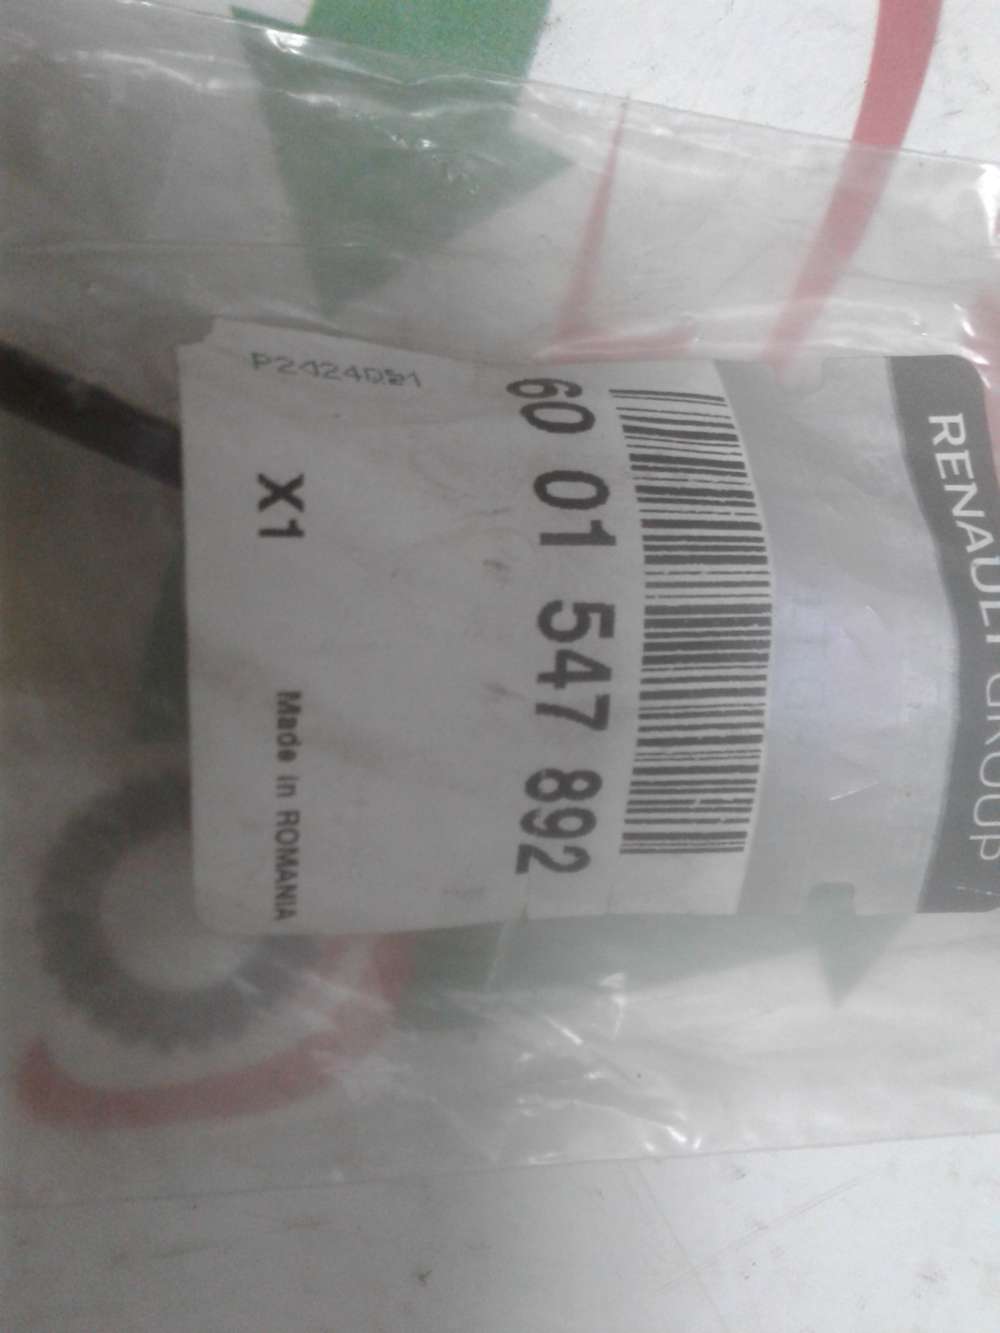 RENAULT GROUP
60 01 547 892
X1
Made in ROMANIA